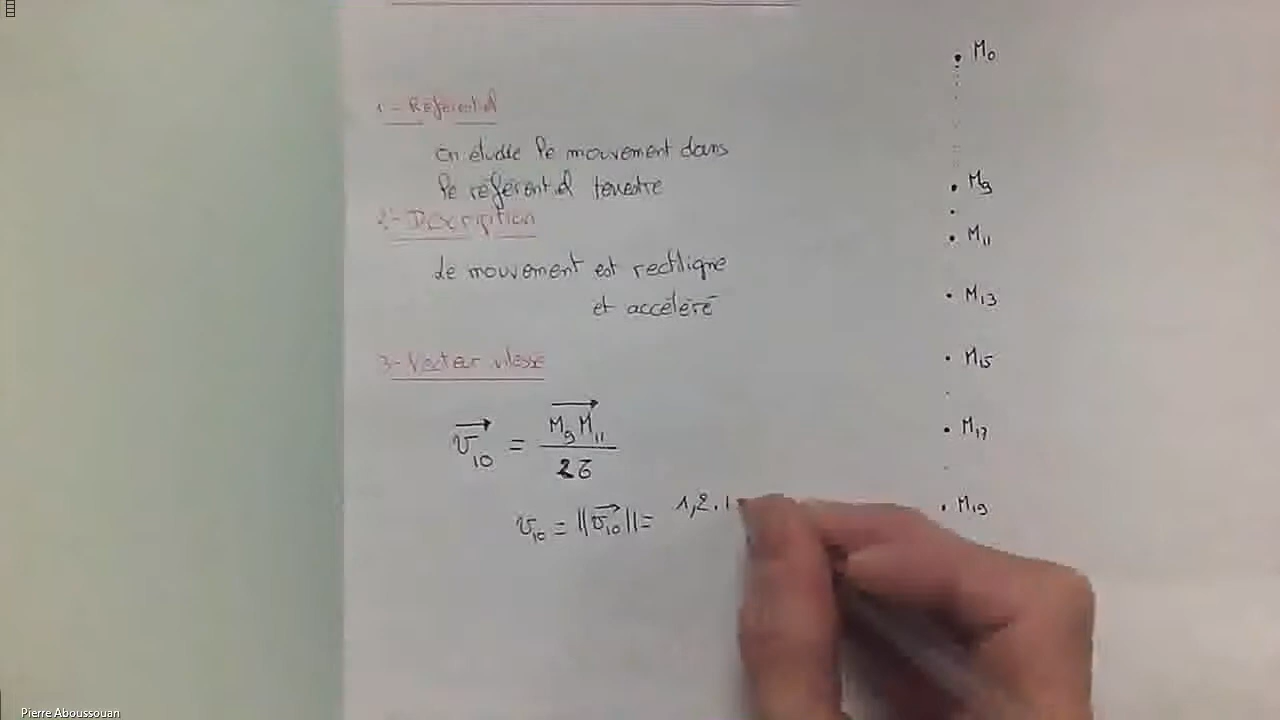 1- Référentiel
On étudie le mouvement dans
le référentiel terrestre
2- Description
Le mouvement est rectiligne
et accéléré
3- Vecteur vitesse
v₁₀ = M₉M₁₁ / 2δ
v₁₀ = ||v₁₀|| = 1,2.1
M₀
M₉
M₁₁
M₁₃
M₁₅
M₁₇
M₁₉
Pierre Aboussouan